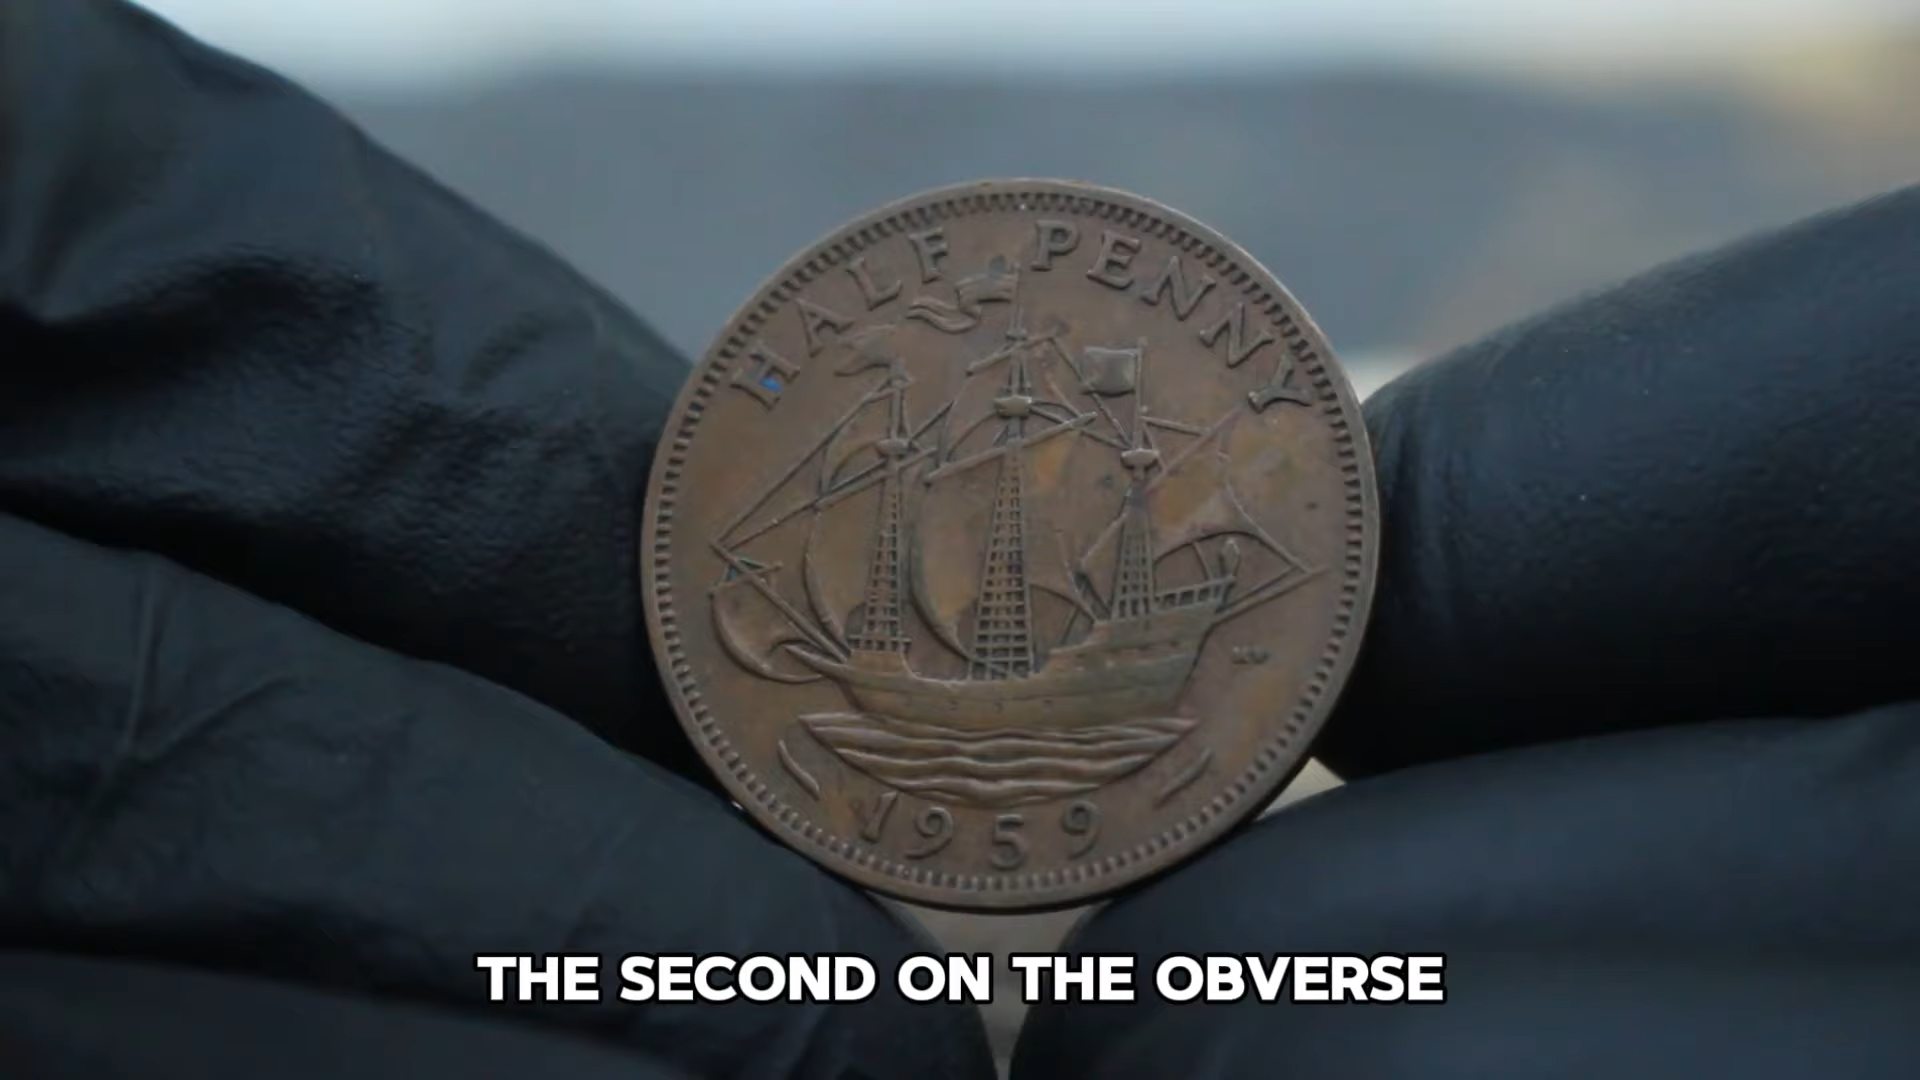 HALF PENNY
1959
THE SECOND ON THE OBVERSE